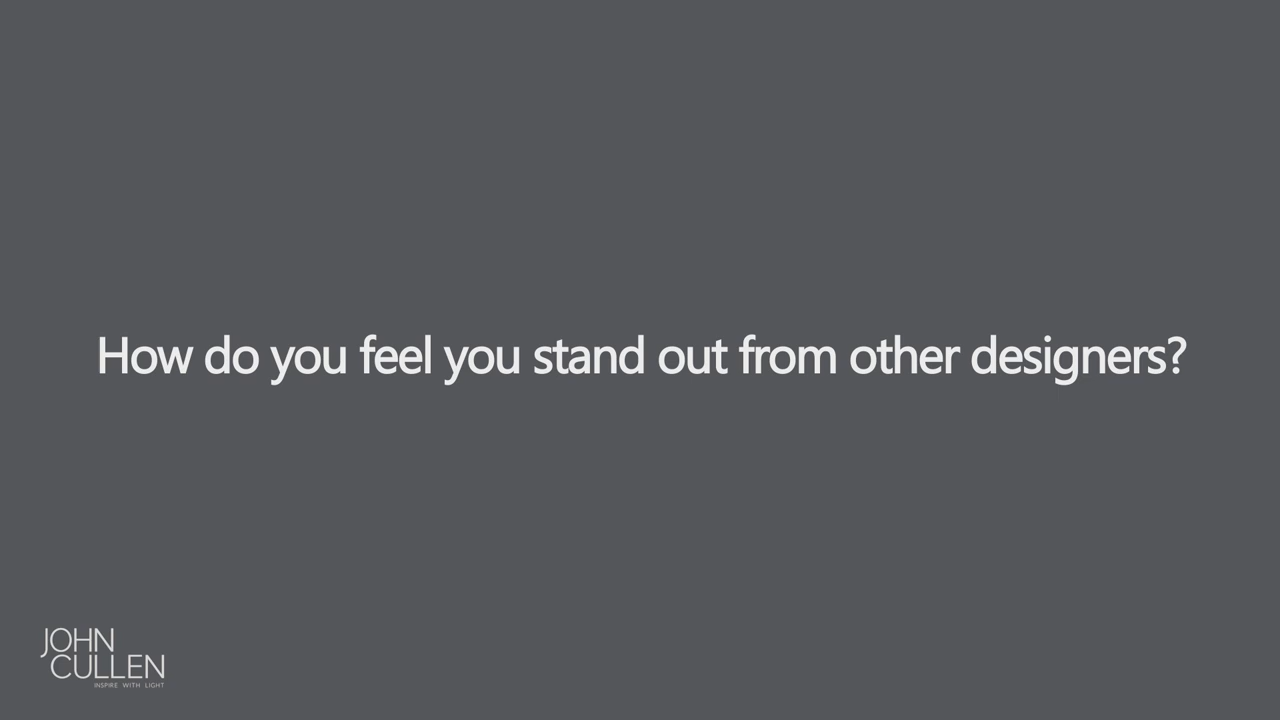 How do you feel you stand out from other designers?
JOHN
CULLEN
INSPIRE WITH LIGHT